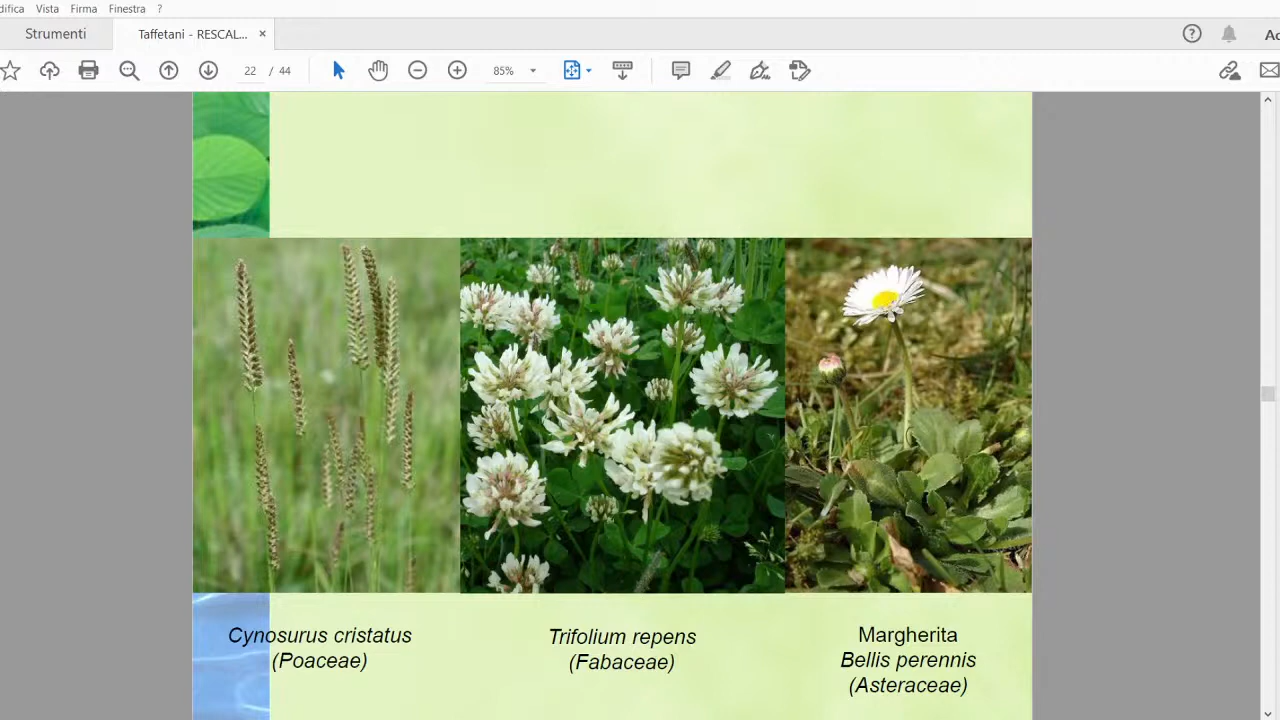 difica Vista Firma Finestra ?
Strumenti
Taffetani - RESCAL... ×
Ac
22 / 44
85%
Cynosurus cristatus
(Poaceae)
Trifolium repens
(Fabaceae)
Margherita
Bellis perennis
(Asteraceae)